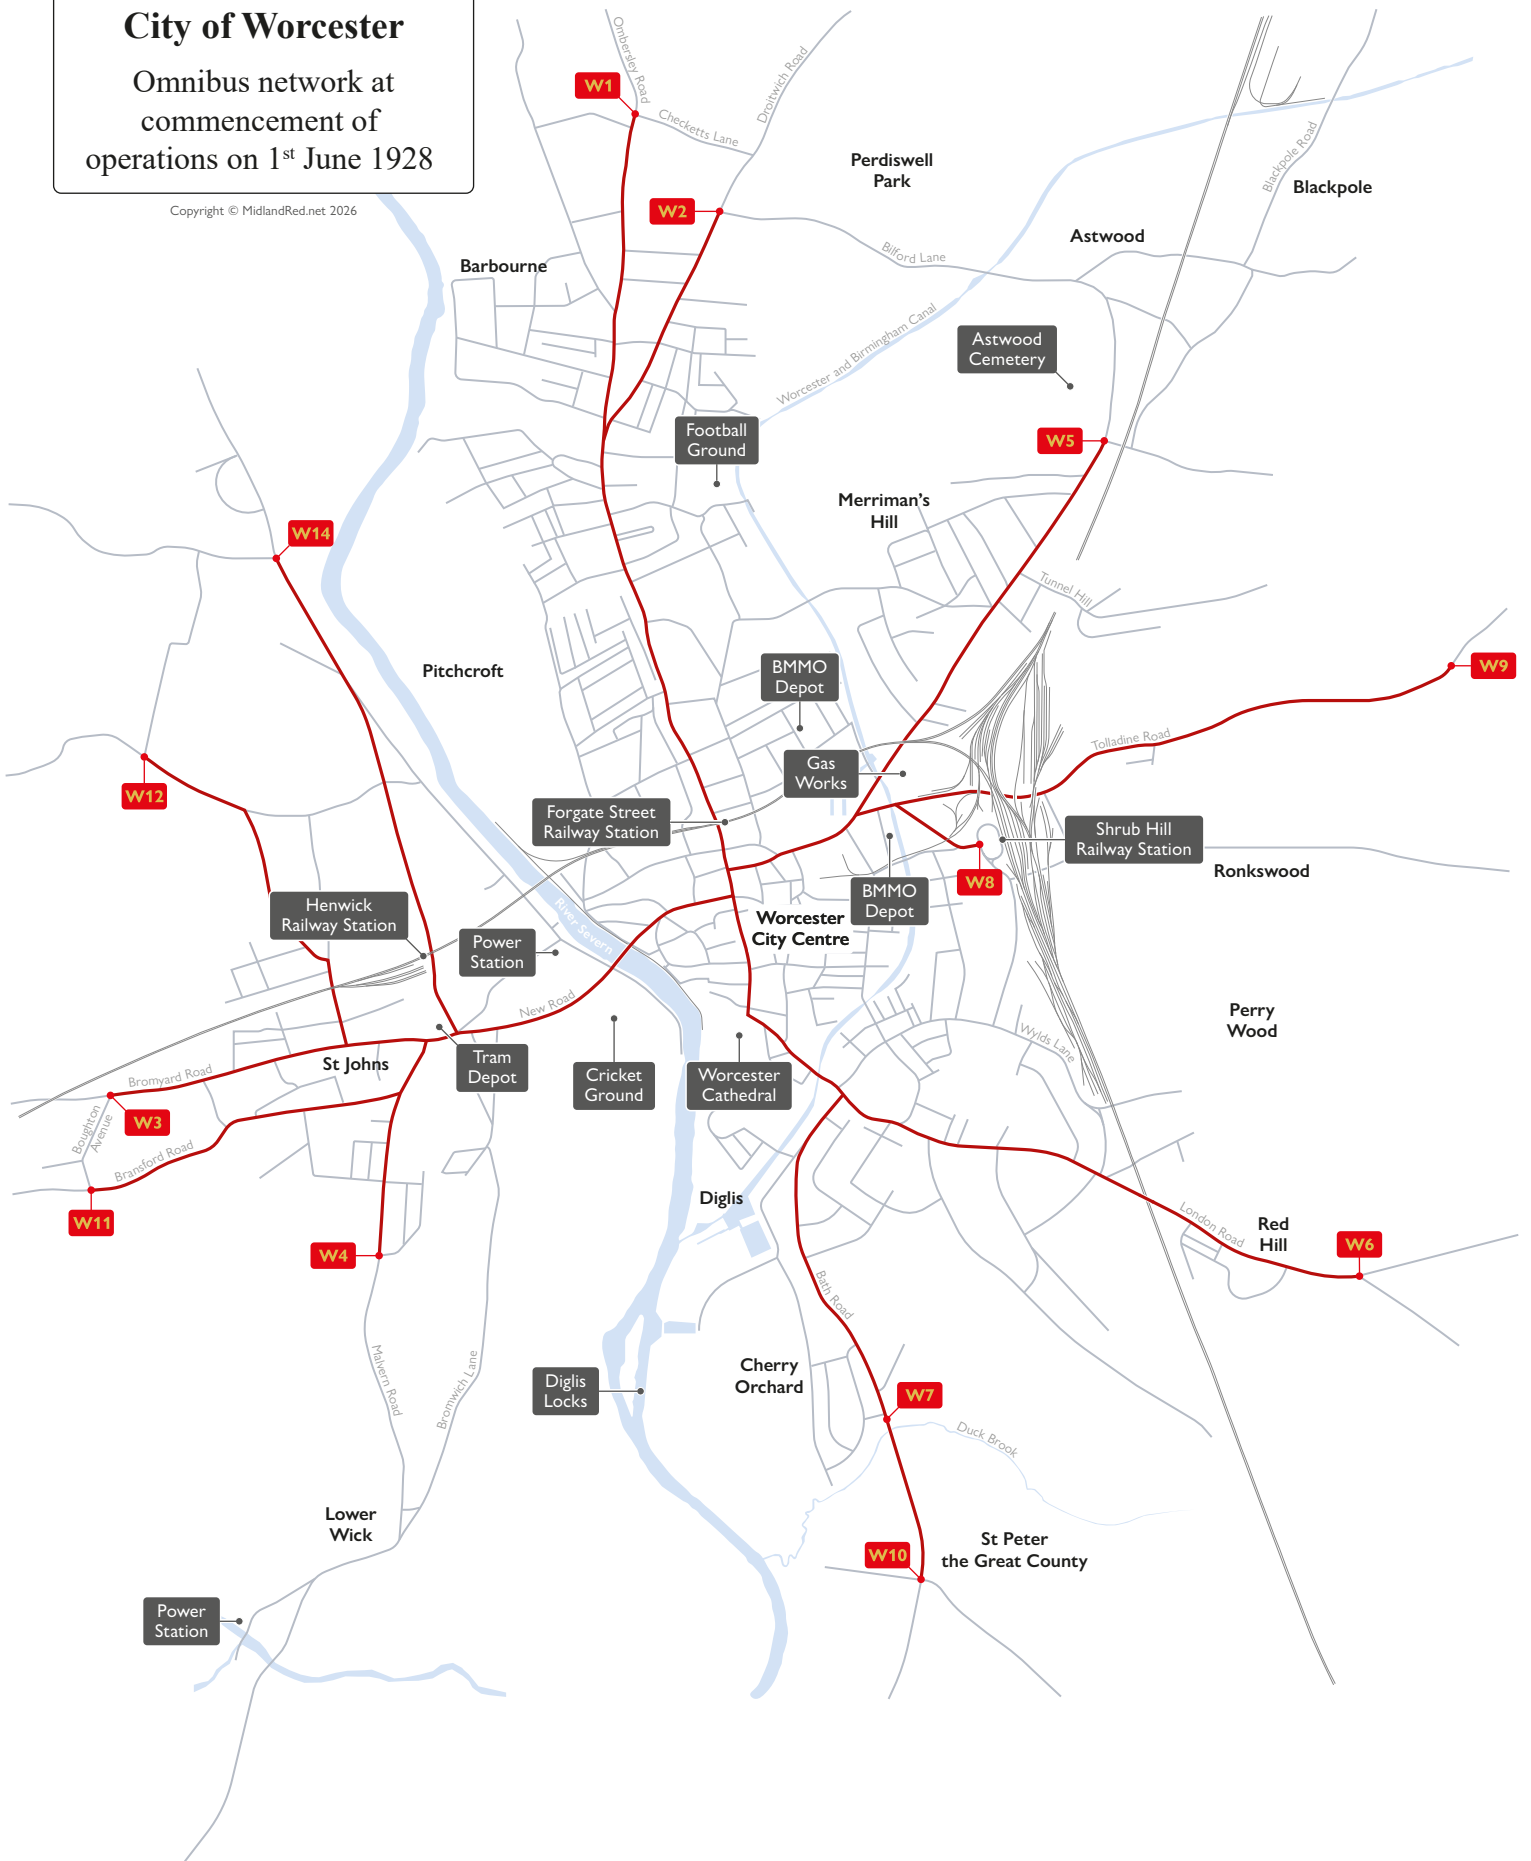 City of Worcester
Omnibus network at
commencement of
operations on 1st June 1928
Copyright © MidlandRed.net 2026
Ombersley Road
W1
Checketts Lane
Droitwich Road
Perdiswell
Park
Blackpole Road
Blackpole
W2
Astwood
Bilford Lane
Barbourne
Worcester and Birmingham Canal
Astwood
Cemetery
Football
Ground
W5
Merriman's
Hill
W14
Tunnel Hill
Pitchcroft
BMMO
Depot
W9
Tolladine Road
Gas
Works
W12
Forgate Street
Railway Station
Shrub Hill
Railway Station
Ronkswood
W8
BMMO
Depot
Henwick
Railway Station
River Severn
Worcester
City Centre
Power
Station
New Road
Perry
Wood
Wylds Lane
St Johns
Tram
Depot
Cricket
Ground
Worcester
Cathedral
Bromyard Road
W3
Boughton
Avenue
Bransford Road
W11
Diglis
W4
London Road
Red
Hill
W6
Bath Road
Malvern Road
Bromwich Lane
Diglis
Locks
Cherry
Orchard
W7
Duck Brook
Lower
Wick
W10
St Peter
the Great County
Power
Station